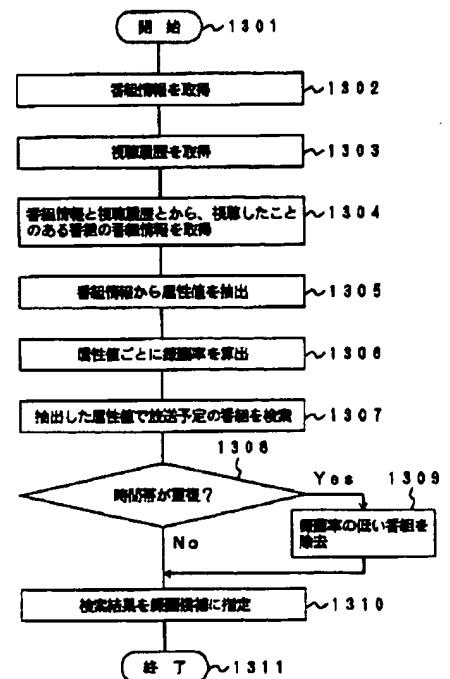 開 始
1301
番組情報を取得
1302
視聴履歴を取得
1303
番組情報と視聴履歴とから、視聴したこと
のある番組の番組情報を取得
1304
番組情報から属性値を抽出
1305
属性値ごとに録画率を算出
1306
抽出した属性値で放送予定の番組を検索
1307
1308
時間帯が重複?
Yes
1309
録画率の低い番組を
除去
No
検索結果を録画候補に指定
1310
終 了
1311